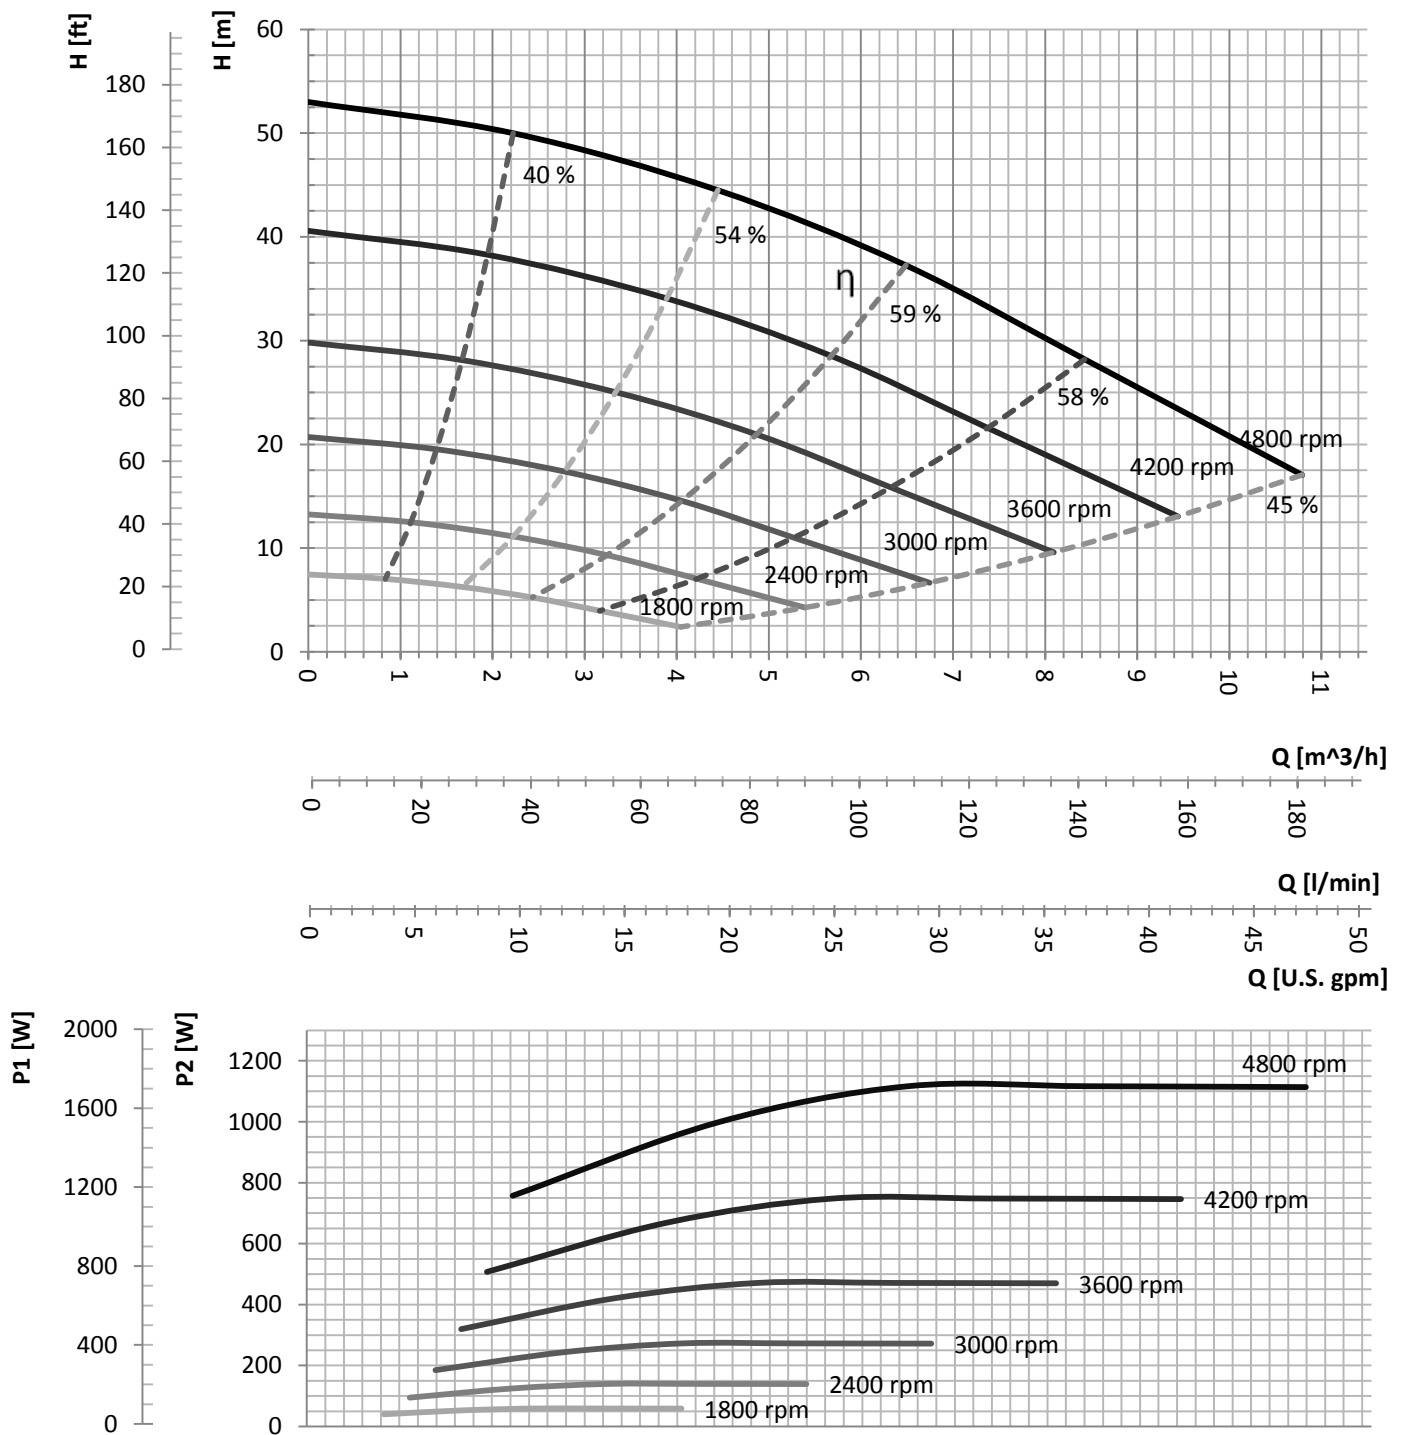 H [ft]
H [m]
180
160
140
120
100
80
60
40
20
0
60
50
40
30
20
10
0
40 %
54 %
η
59 %
58 %
45 %
4800 rpm
4200 rpm
3600 rpm
3000 rpm
2400 rpm
1800 rpm
0 1 2 3 4 5 6 7 8 9 10 11
Q [m^3/h]
0 20 40 60 80 100 120 140 160 180
Q [l/min]
0 5 10 15 20 25 30 35 40 45 50
Q [U.S. gpm]
P1 [W]
P2 [W]
2000
1600
1200
800
400
0
1200
1000
800
600
400
200
0
4800 rpm
4200 rpm
3600 rpm
3000 rpm
2400 rpm
1800 rpm